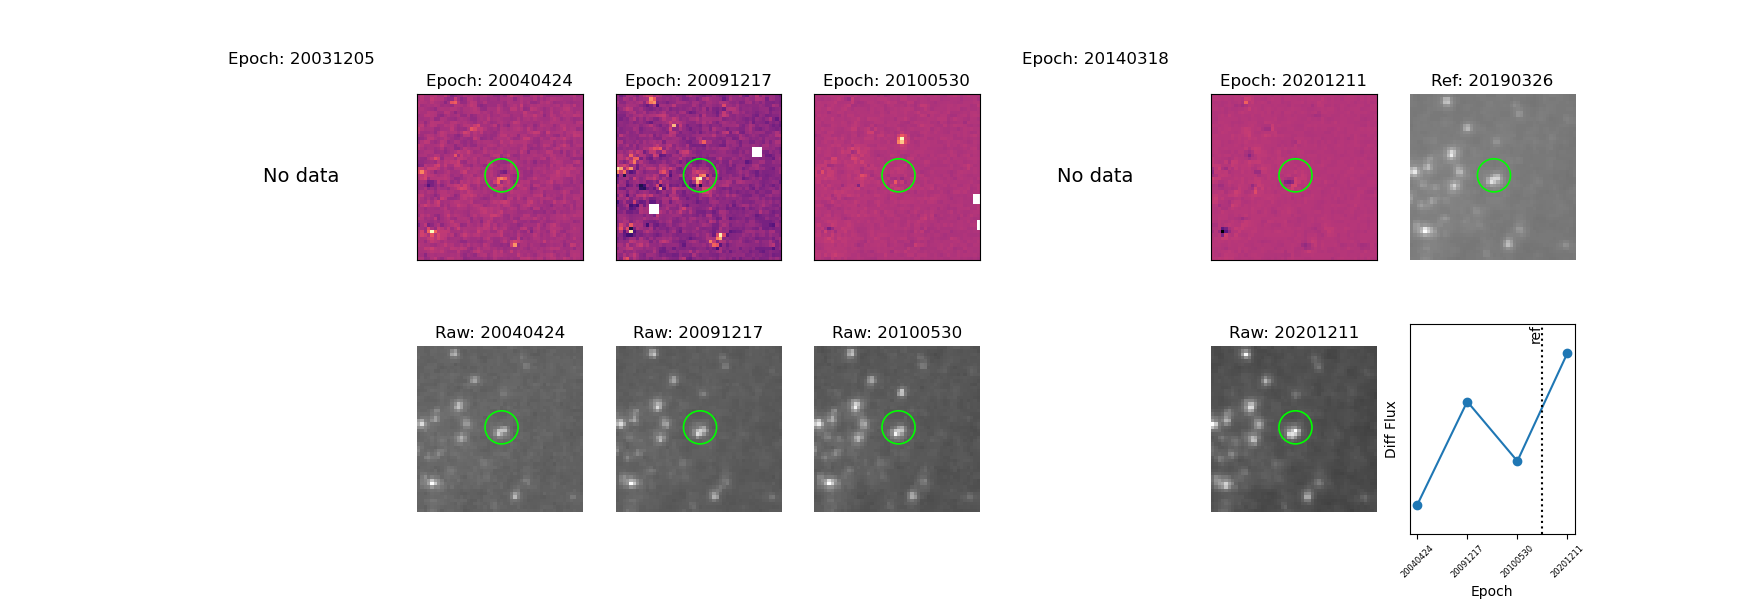 Epoch: 20031205
Epoch: 20040424
Epoch: 20091217
Epoch: 20100530
Epoch: 20140318
Epoch: 20201211
Ref: 20190326
No data
No data
Raw: 20040424
Raw: 20091217
Raw: 20100530
Raw: 20201211
ref
Diff Flux
20040424
20091217
20100530
20201211
Epoch